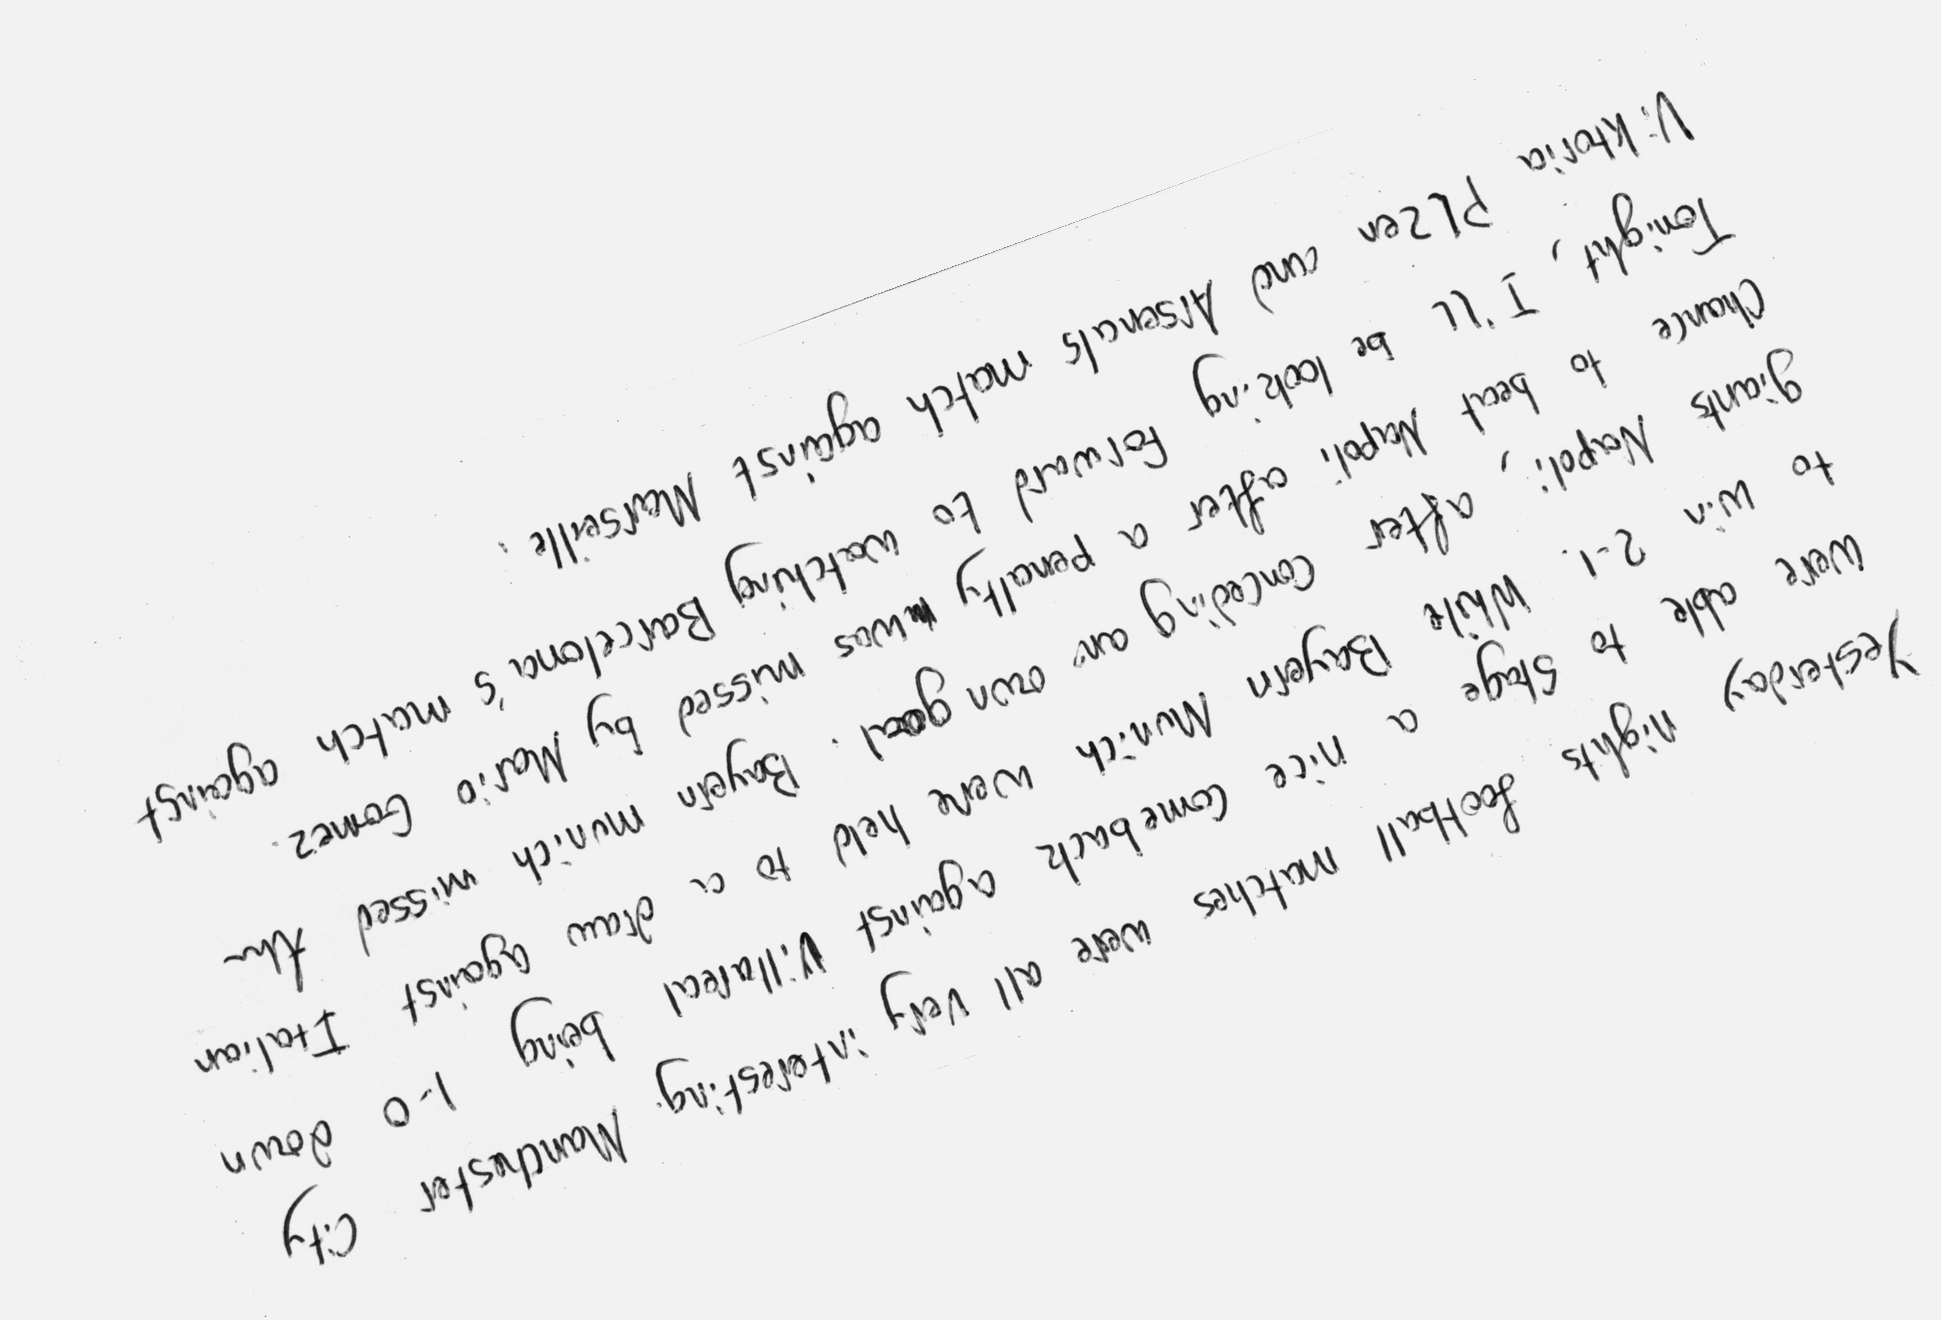 Yesterday nights football matches were all very interesting. Manchester City
were able to stage a nice comeback against Villareal being 1-0 down
to win 2-1. While Bayern Munich were held to a draw against Italian
giants Napoli, after conceding an own goal. Bayern munich missed the
Chance to beat Napoli after a penalty was missed by Mario Gomez.
Tonight, I'll be looking forward to watching Barcelona's match against
Viktoria Plzen and Arsenals match against Marseille.